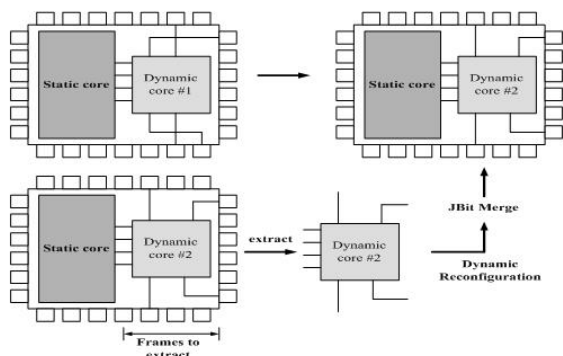 Static core
Dynamic
core #1
Static core
Dynamic
core #2
Static core
Dynamic
core #2
extract
Dynamic
core #2
JBit Merge
Dynamic
Reconfiguration
Frames to
extract